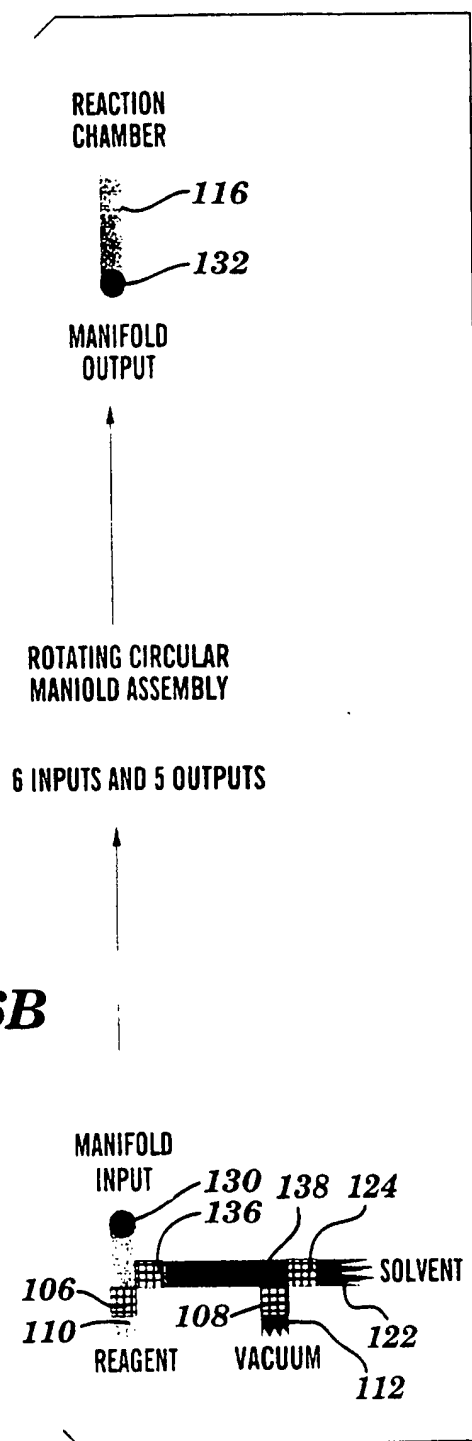 REACTION
CHAMBER
116
132
MANIFOLD
OUTPUT
ROTATING CIRCULAR
MANIOLD ASSEMBLY
6 INPUTS AND 5 OUTPUTS
6B
MANIFOLD
INPUT
130
138
124
136
SOLVENT
106
108
122
110
REAGENT
VACUUM
112